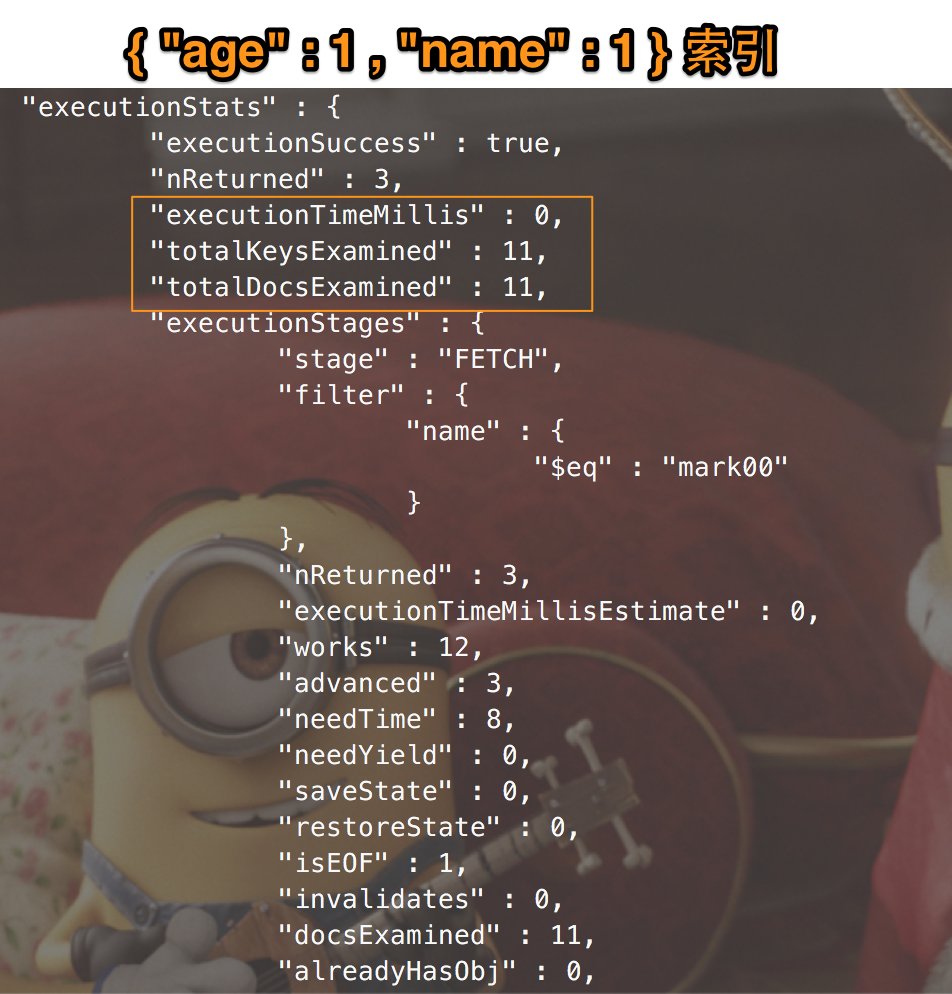 { "age" : 1 , "name" : 1 } 索引
"executionStats" : {
"executionSuccess" : true,
"nReturned" : 3,
"executionTimeMillis" : 0,
"totalKeysExamined" : 11,
"totalDocsExamined" : 11,
"executionStages" : {
"stage" : "FETCH",
"filter" : {
"name" : {
"$eq" : "mark00"
}
},
"nReturned" : 3,
"executionTimeMillisEstimate" : 0,
"works" : 12,
"advanced" : 3,
"needTime" : 8,
"needYield" : 0,
"saveState" : 0,
"restoreState" : 0,
"isEOF" : 1,
"invalidates" : 0,
"docsExamined" : 11,
"alreadyHasObj" : 0,